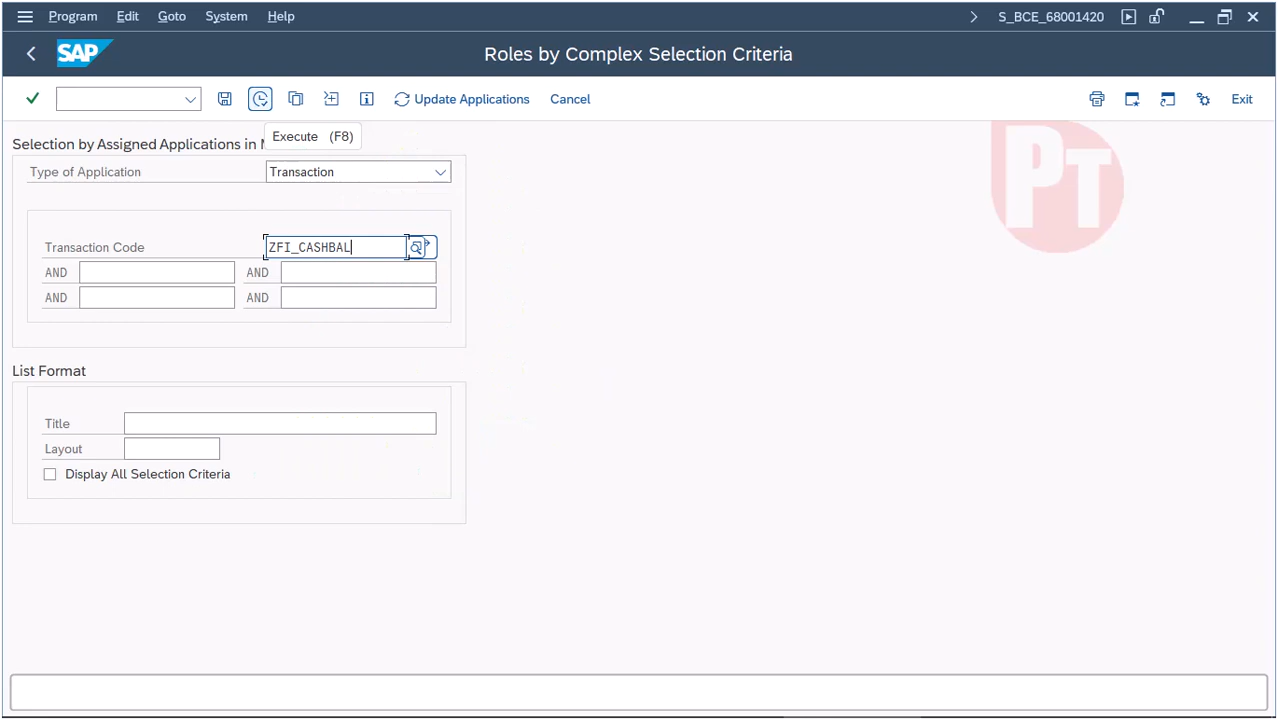 Program Edit Goto System Help S_BCE_68001420
SAP Roles by Complex Selection Criteria
Update Applications Cancel Exit
Execute (F8)
Selection by Assigned Applications in M
Type of Application Transaction
Transaction Code ZFI_CASHBAL
AND AND
AND AND
List Format
Title
Layout
Display All Selection Criteria
PT